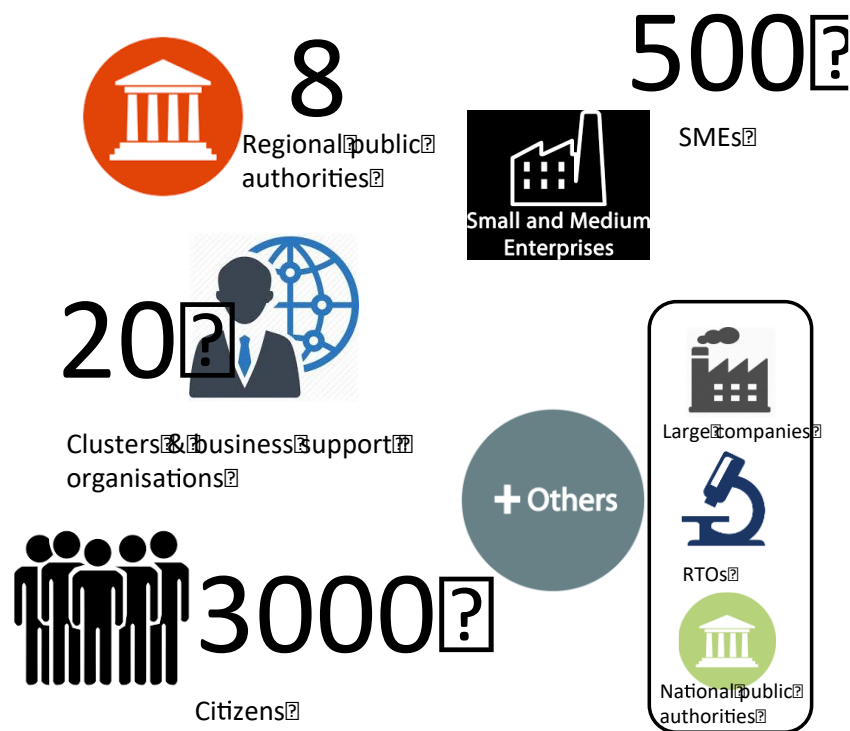 8
Regional⍰public⍰
authorities⍰
500⍰
SMEs⍰
Small and Medium
Enterprises
20⍰
Clusters⍰&⍰business⍰support⍰⍰
organisations⍰
3000⍰
Citizens⍰
+ Others
Large⍰companies⍰
RTOs⍰
National⍰public⍰
authorities⍰